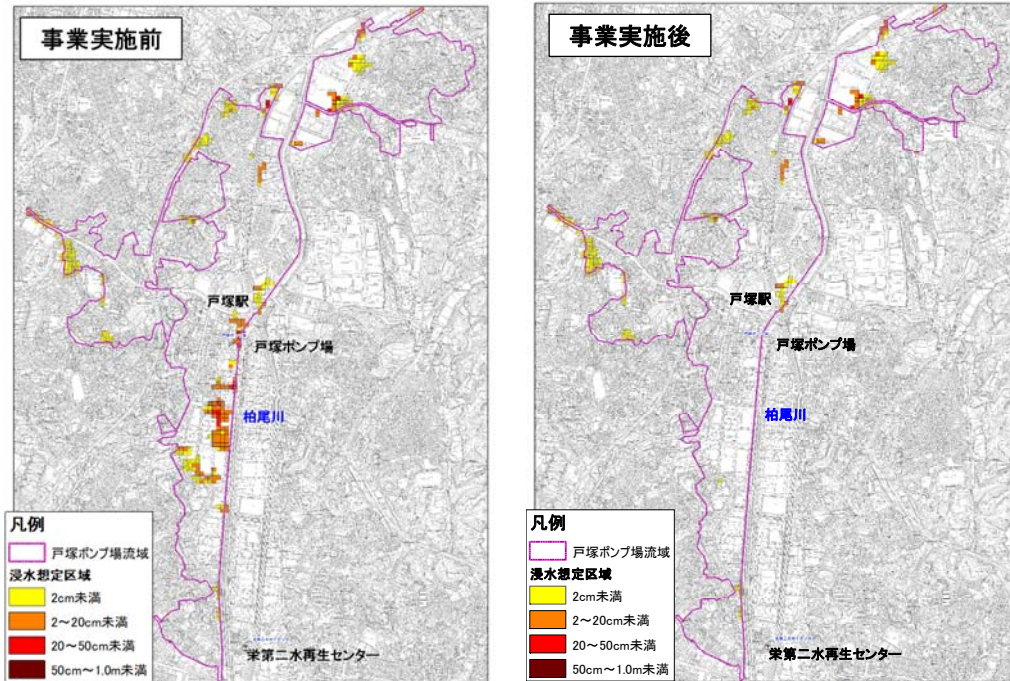 事業実施前
戸塚駅
戸塚ポンプ場
柏尾川
凡例
戸塚ポンプ場流域
浸水想定区域
2cm未満
2～20cm未満
20～50cm未満
50cm～1.0m未満
栄第二水再生センター
事業実施後
戸塚駅
戸塚ポンプ場
柏尾川
凡例
戸塚ポンプ場流域
浸水想定区域
2cm未満
2～20cm未満
20～50cm未満
50cm～1.0m未満
栄第二水再生センター